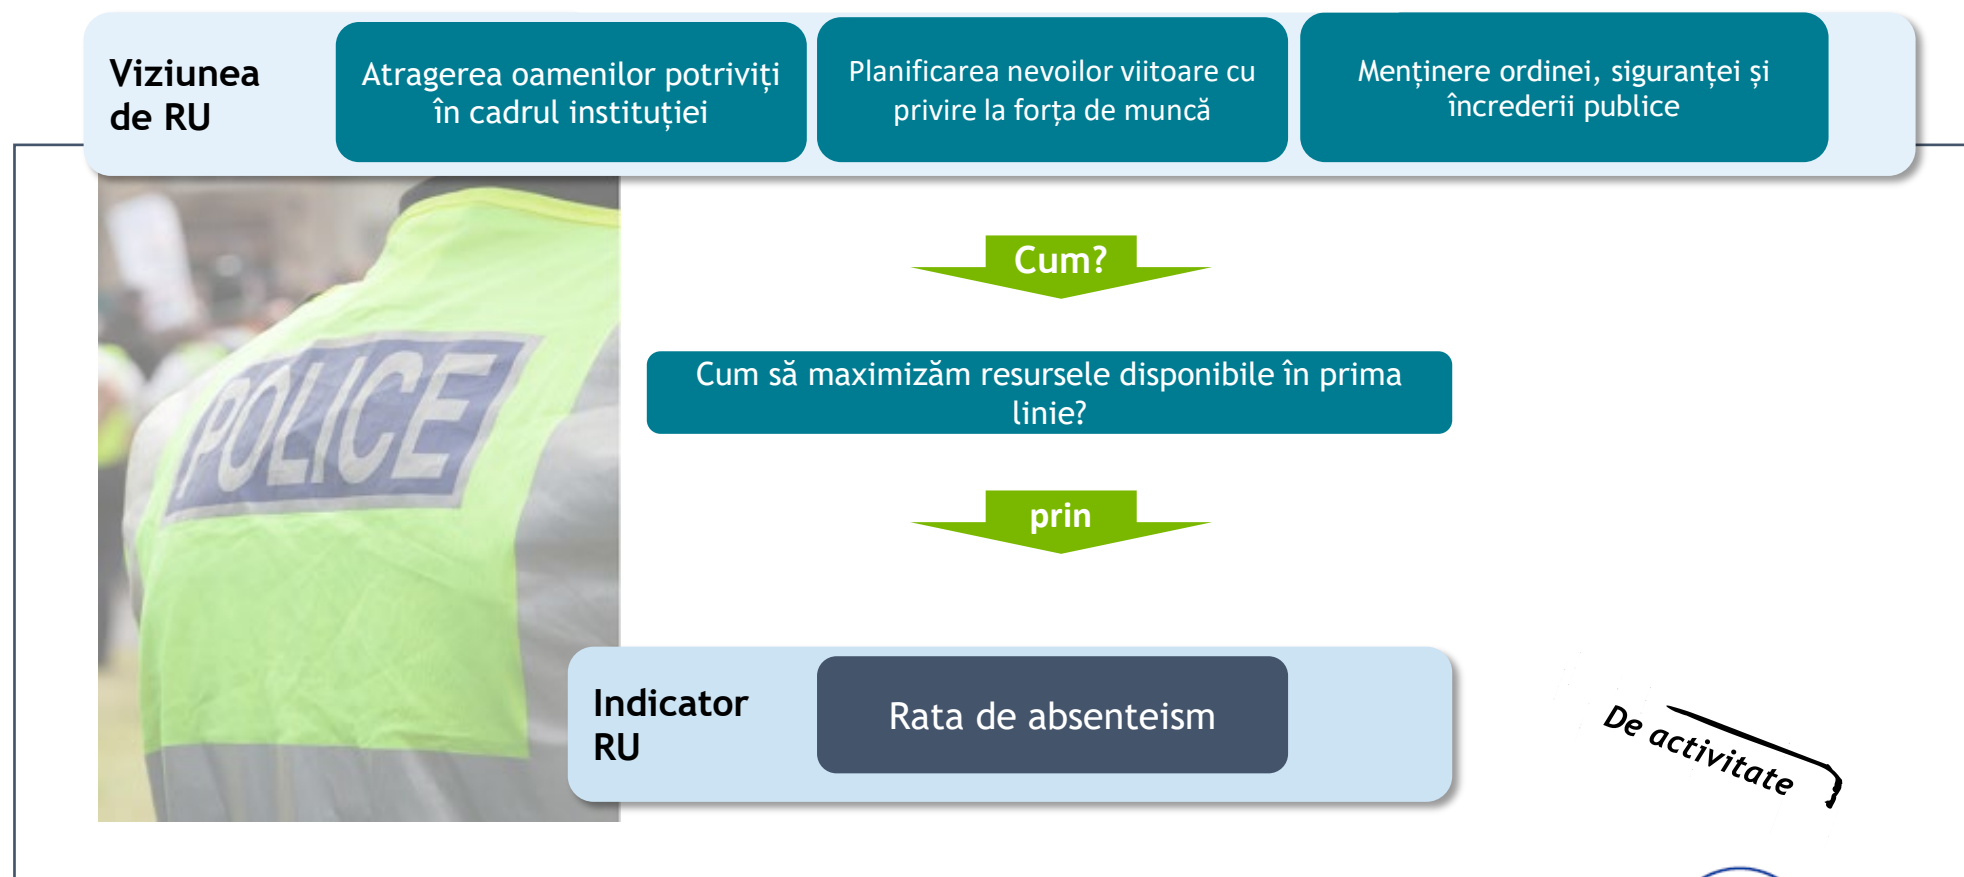 Viziunea
de RU
Atragerea oamenilor potriviți
în cadrul instituției
Planificarea nevoilor viitoare cu
privire la forța de muncă
Menținere ordinei, siguranței și
încrederii publice
Cum?
Cum să maximizăm resursele disponibile în prima
linie?
prin
POLICE
Indicator
RU
Rata de absenteism
De activitate